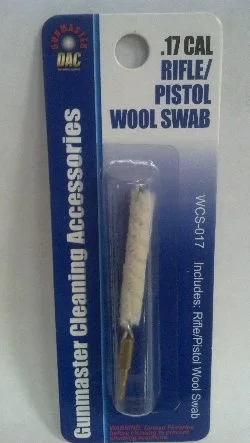 GUNMASTER
DAC
.17 CAL
RIFLE/
PISTOL
WOOL SWAB
Gunmaster Cleaning Accessories
WCS-017 Includes: Rifle/Pistol Wool Swab
WARNING: